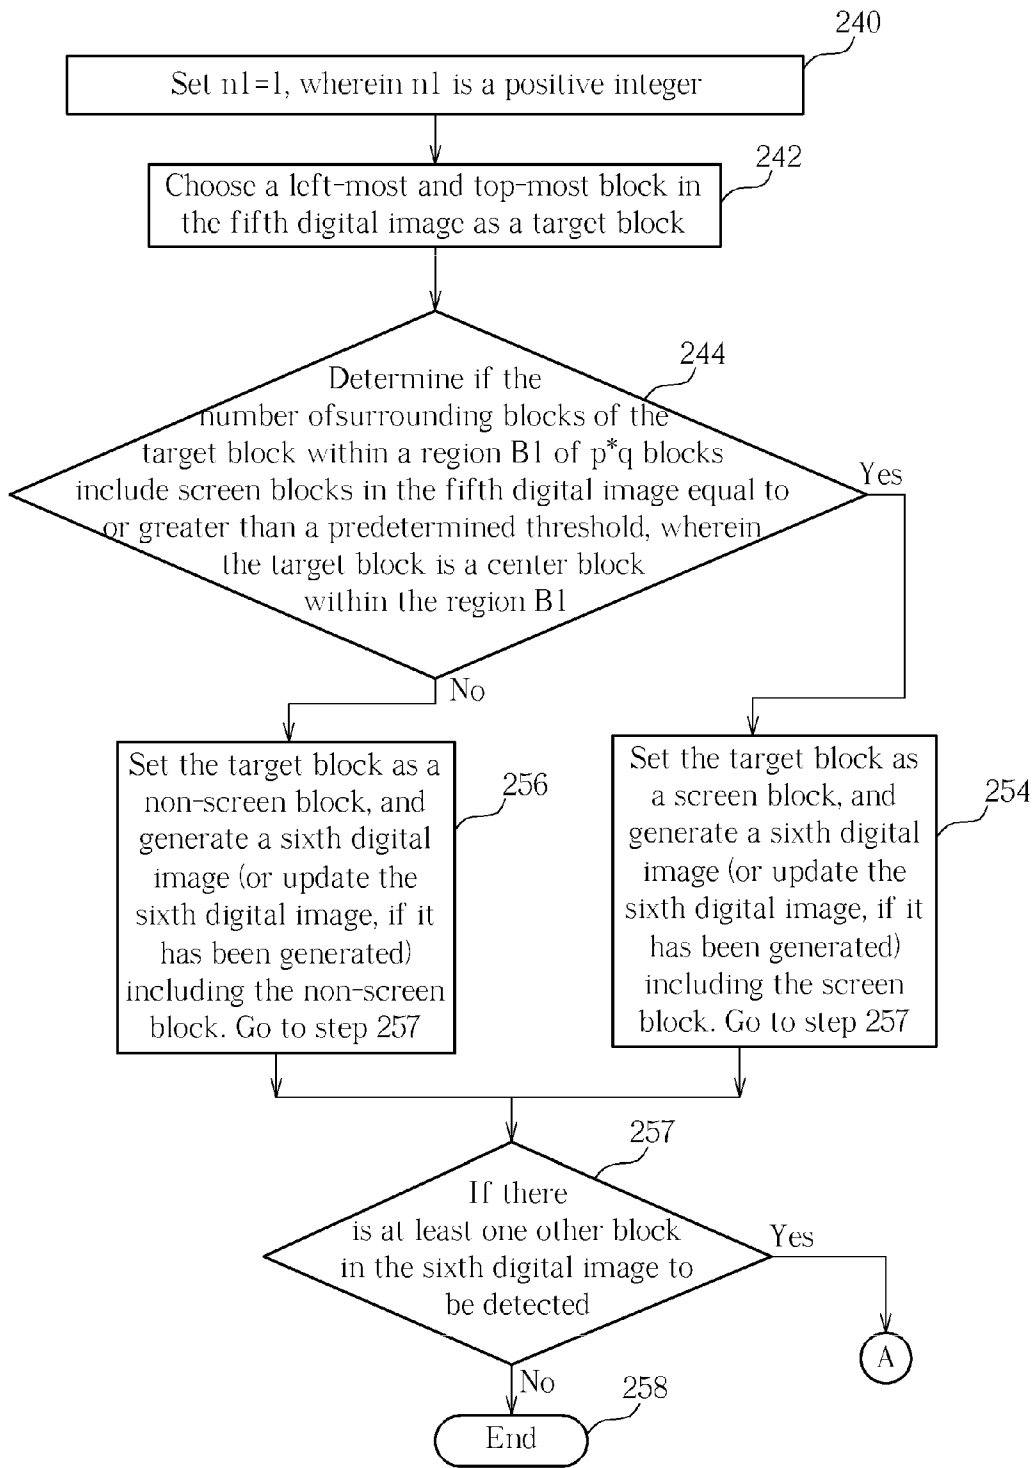 240
Set n1=1, wherein n1 is a positive integer
242
Choose a left-most and top-most block in
the fifth digital image as a target block
244
Determine if the
number ofsurrounding blocks of the
target block within a region B1 of p*q blocks
include screen blocks in the fifth digital image equal to
or greater than a predetermined threshold, wherein
the target block is a center block
within the region B1
Yes
No
Set the target block as a
non-screen block, and
generate a sixth digital
image (or update the
sixth digital image, if it
has been generated)
including the non-screen
block. Go to step 257
256
Set the target block as
a screen block, and
generate a sixth digital
image (or update the
sixth digital image, if it
has been generated)
including the screen
block. Go to step 257
254
257
If there
is at least one other block
in the sixth digital image to
be detected
Yes
A
No
258
End